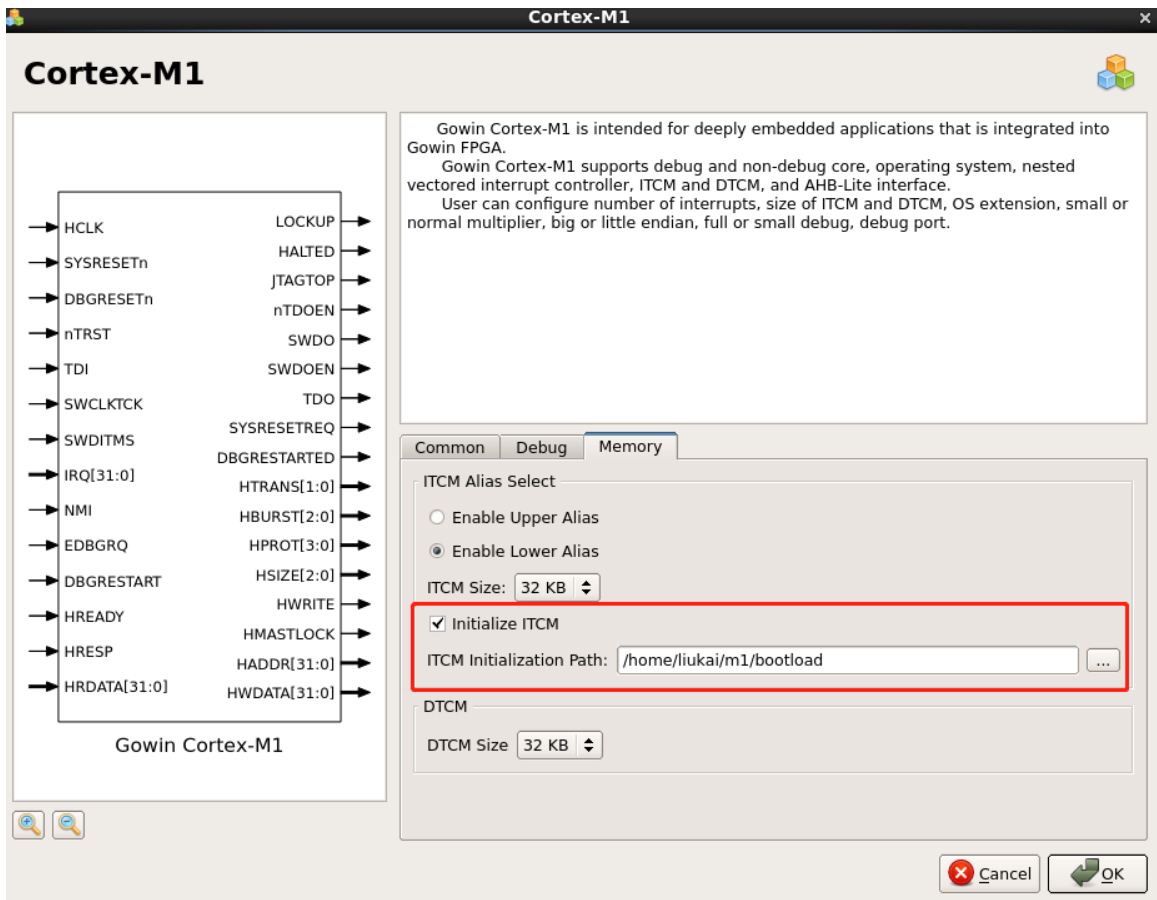 Cortex-M1
Cortex-M1
HCLK
SYSRESETn
DBGRESETn
nTRST
TDI
SWCLKTCK
SWDITMS
IRQ[31:0]
NMI
EDBGRQ
DBGRESTART
HREADY
HRESP
HRDATA[31:0]
LOCKUP
HALTED
JTAGTOP
nTDOEN
SWDO
SWDOEN
TDO
SYSRESETREQ
DBGRESTARTED
HTRANS[1:0]
HBURST[2:0]
HPROT[3:0]
HSIZE[2:0]
HWRITE
HMASTLOCK
HADDR[31:0]
HWDATA[31:0]
Gowin Cortex-M1
Gowin Cortex-M1 is intended for deeply embedded applications that is integrated into
Gowin FPGA.
Gowin Cortex-M1 supports debug and non-debug core, operating system, nested
vectored interrupt controller, ITCM and DTCM, and AHB-Lite interface.
User can configure number of interrupts, size of ITCM and DTCM, OS extension, small or
normal multiplier, big or little endian, full or small debug, debug port.
Common Debug Memory
ITCM Alias Select
Enable Upper Alias
Enable Lower Alias
ITCM Size: 32 KB
Initialize ITCM
ITCM Initialization Path: /home/liukai/m1/bootload ...
DTCM
DTCM Size 32 KB
Cancel OK